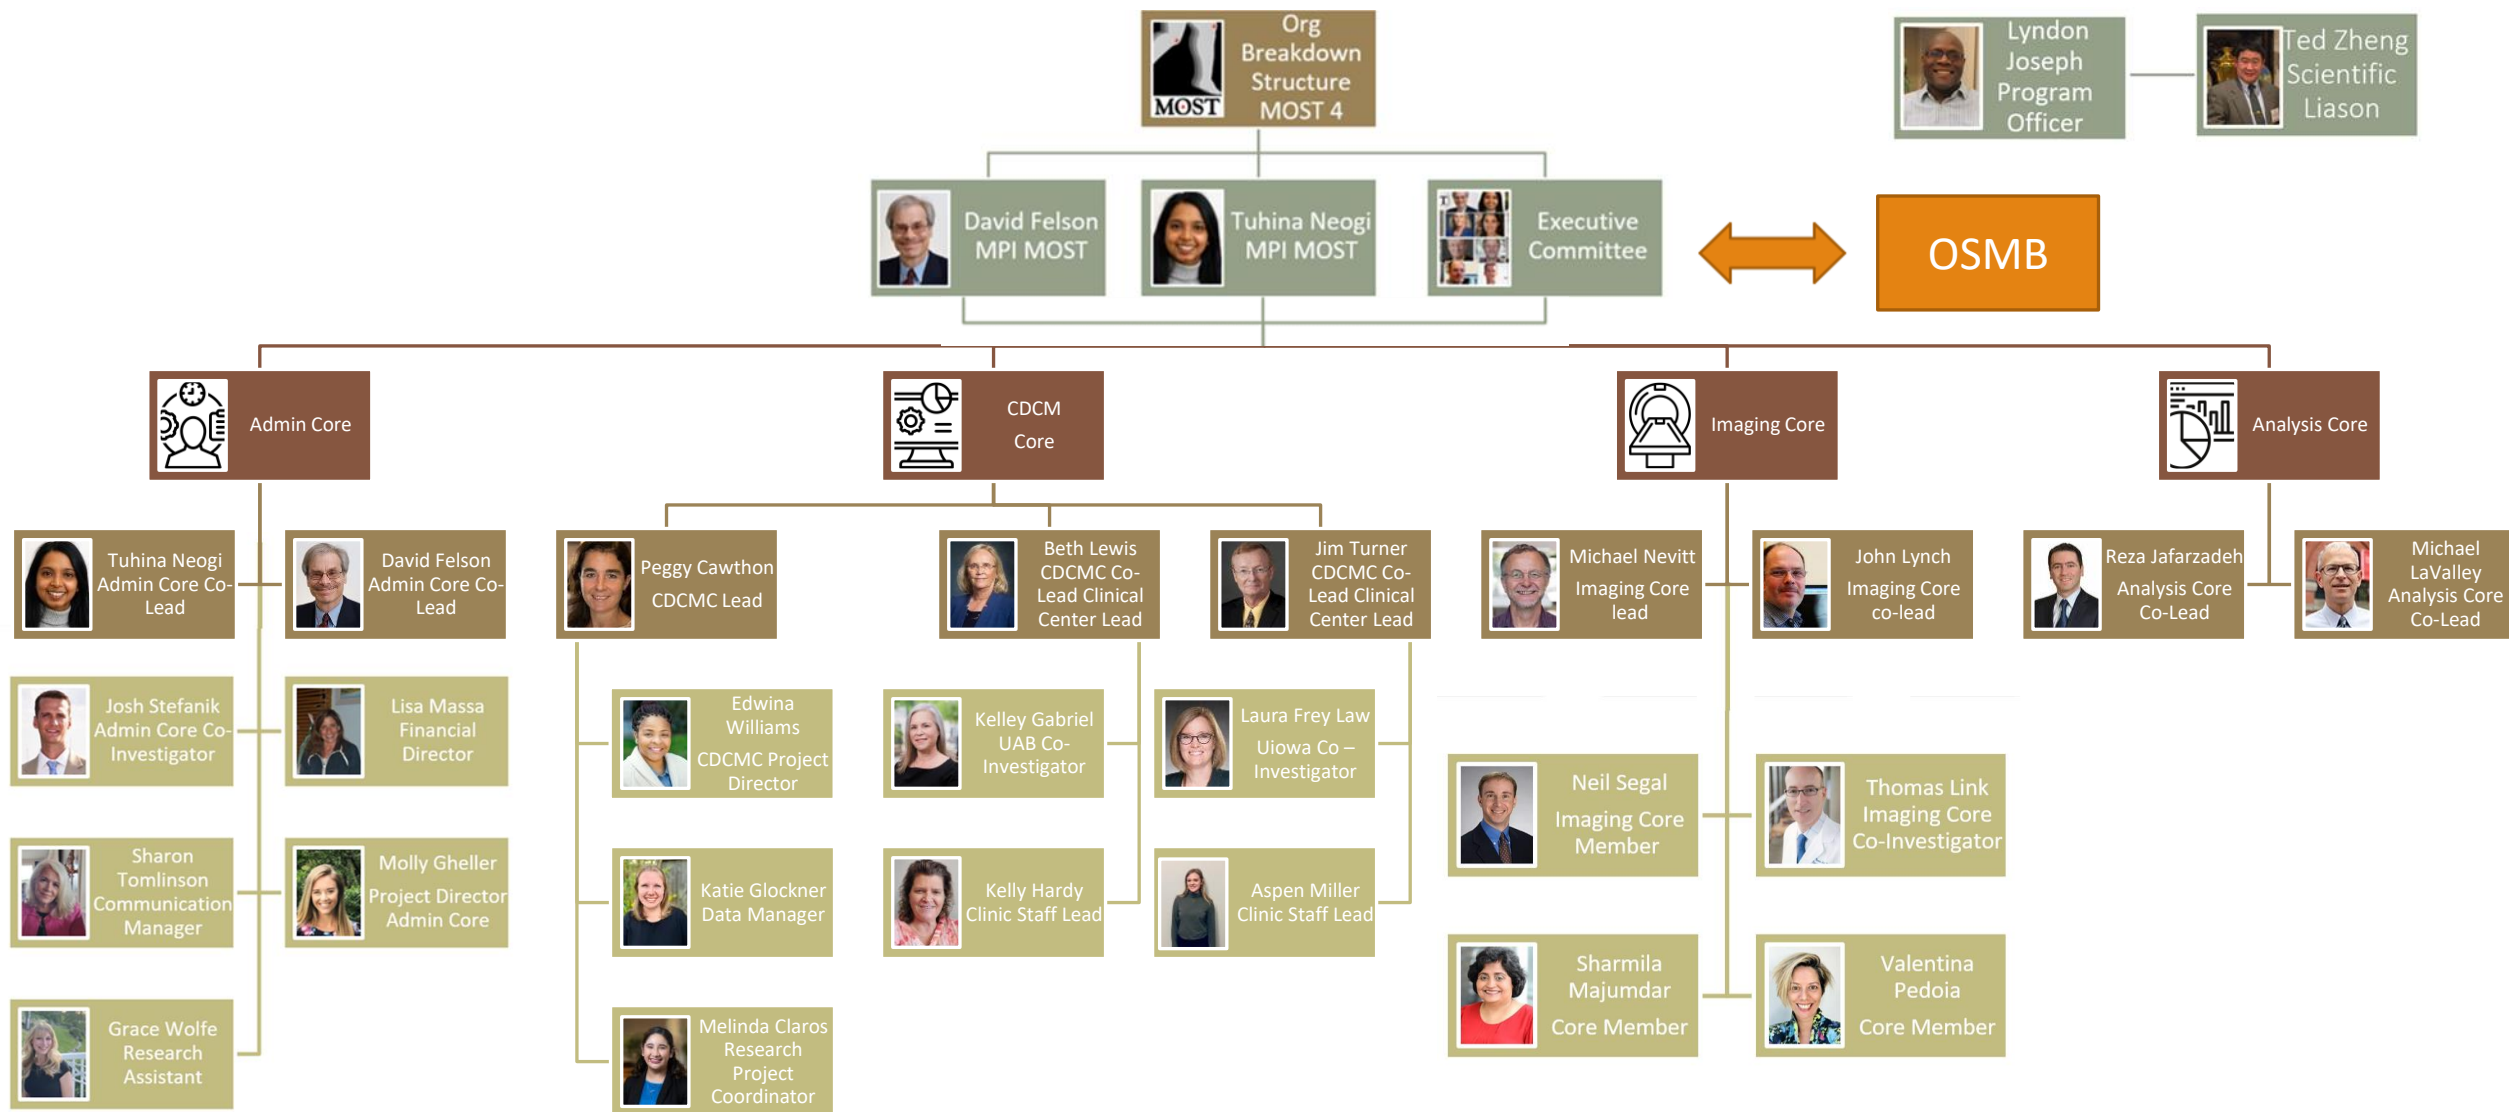 MOST
Org
Breakdown
Structure
MOST 4
Lyndon
Joseph
Program
Officer
Ted Zheng
Scientific
Liason
David Felson
MPI MOST
Tuhina Neogi
MPI MOST
Executive
Committee
OSMB
Admin Core
CDCM
Core
Imaging Core
Analysis Core
Tuhina Neogi
Admin Core Co-
Lead
David Felson
Admin Core Co-
Lead
Peggy Cawthon
CDCMC Lead
Beth Lewis
CDCMC Co-
Lead Clinical
Center Lead
Jim Turner
CDCMC Co-
Lead Clinical
Center Lead
Michael Nevitt
Imaging Core
lead
John Lynch
Imaging Core
co-lead
Reza Jafarzadeh
Analysis Core
Co-Lead
Michael
LaValley
Analysis Core
Co-Lead
Josh Stefanik
Admin Core Co-
Investigator
Lisa Massa
Financial
Director
Edwina
Williams
CDCMC Project
Director
Kelley Gabriel
UAB Co-
Investigator
Laura Frey Law
Uiowa Co –
Investigator
Neil Segal
Imaging Core
Member
Thomas Link
Imaging Core
Co-Investigator
Sharon
Tomlinson
Communication
Manager
Molly Gheller
Project Director
Admin Core
Katie Glockner
Data Manager
Kelly Hardy
Clinic Staff Lead
Aspen Miller
Clinic Staff Lead
Sharmila
Majumdar
Core Member
Valentina
Pedoia
Core Member
Grace Wolfe
Research
Assistant
Melinda Claros
Research
Project
Coordinator